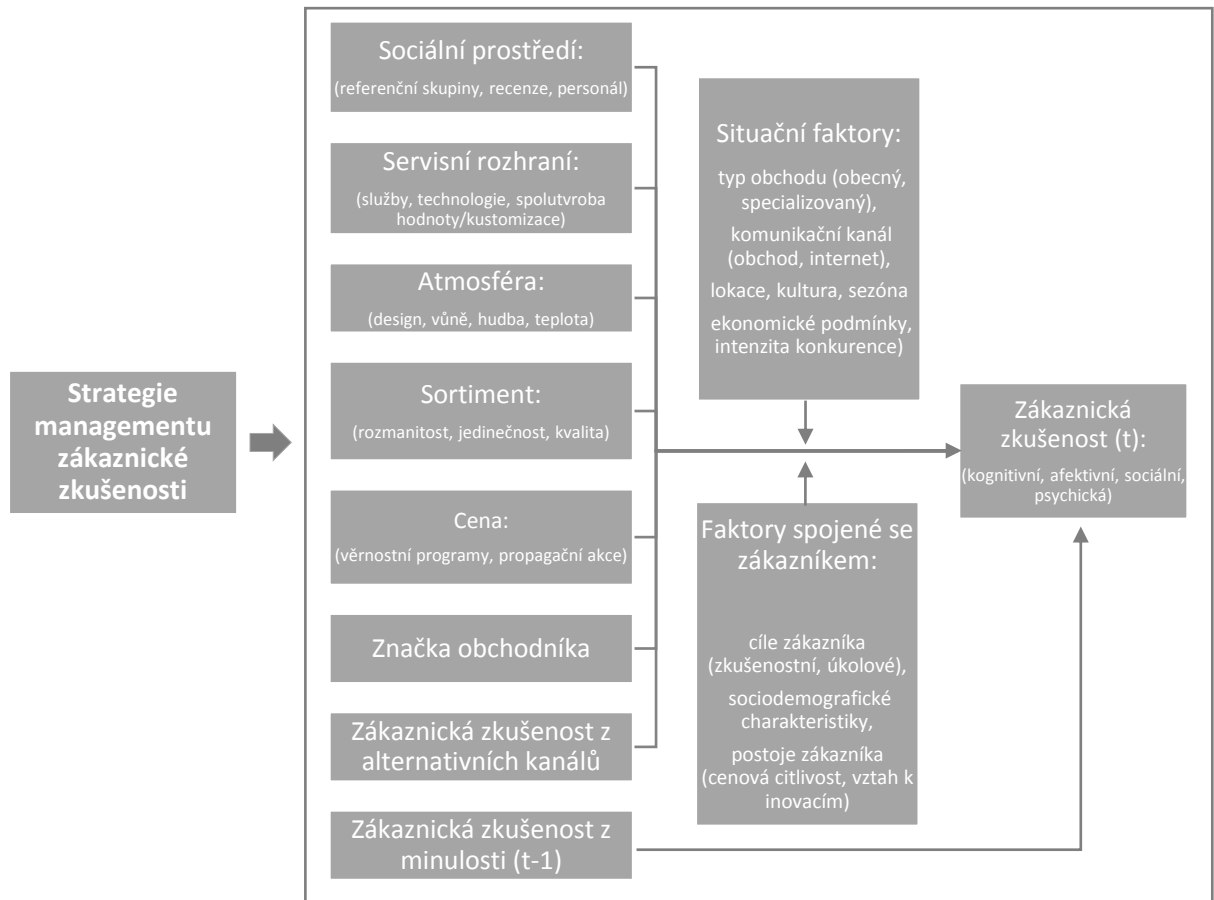 Sociální prostředí:
(referenční skupiny, recenze, personál)
Servisní rozhraní:
(služby, technologie, spolutvroba
hodnoty/kustomizace)
Atmosféra:
(design, vůně, hudba, teplota)
Sortiment:
(rozmanitost, jedinečnost, kvalita)
Cena:
(věrnostní programy, propagační akce)
Značka obchodníka
Zákaznická zkušenost z
alternativních kanálů
Zákaznická zkušenost z
minulosti (t-1)
Strategie
managementu
zákaznické
zkušenosti
Situační faktory:
typ obchodu (obecný,
specializovaný),
komunikační kanál
(obchod, internet),
lokace, kultura, sezóna
ekonomické podmínky,
intenzita konkurence)
Faktory spojené se
zákazníkem:
cíle zákazníka
(zkušenostní, úkolové),
sociodemografické
charakteristiky,
postoje zákazníka
(cenová citlivost, vztah k
inovacím)
Zákaznická
zkušenost (t):
(kognitivní, afektivní, sociální,
psychická)